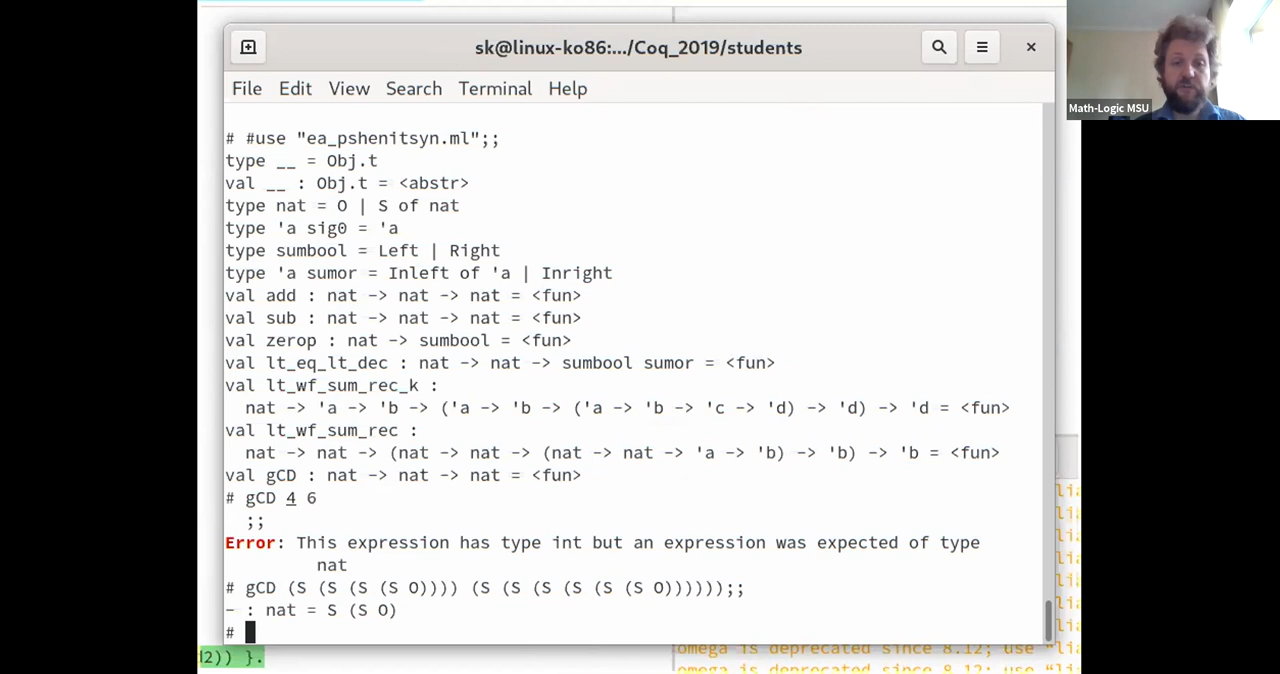 sk@linux-ko86:.../Coq_2019/students
Math-Logic MSU
File Edit View Search Terminal Help
# #use "ea_pshenitsyn.ml";;
type __ = Obj.t
val __ : Obj.t = <abstr>
type nat = O | S of nat
type 'a sig0 = 'a
type sumbool = Left | Right
type 'a sumor = Inleft of 'a | Inright
val add : nat -> nat -> nat = <fun>
val sub : nat -> nat -> nat = <fun>
val zerop : nat -> sumbool = <fun>
val lt_eq_lt_dec : nat -> nat -> sumbool sumor = <fun>
val lt_wf_sum_rec_k :
nat -> 'a -> 'b -> ('a -> 'b -> ('a -> 'b -> 'c -> 'd) -> 'd) -> 'd = <fun>
val lt_wf_sum_rec :
nat -> nat -> (nat -> nat -> (nat -> nat -> 'a -> 'b) -> 'b) -> 'b = <fun>
val gCD : nat -> nat -> nat = <fun>
# gCD 4 6
;;
Error: This expression has type int but an expression was expected of type
nat
# gCD (S (S (S (S O)))) (S (S (S (S (S (S O))))));;
- : nat = S (S O)
#
2)) }.
omega is deprecated since 8.12; use "lia
omega is deprecated since 8.12; use "lia